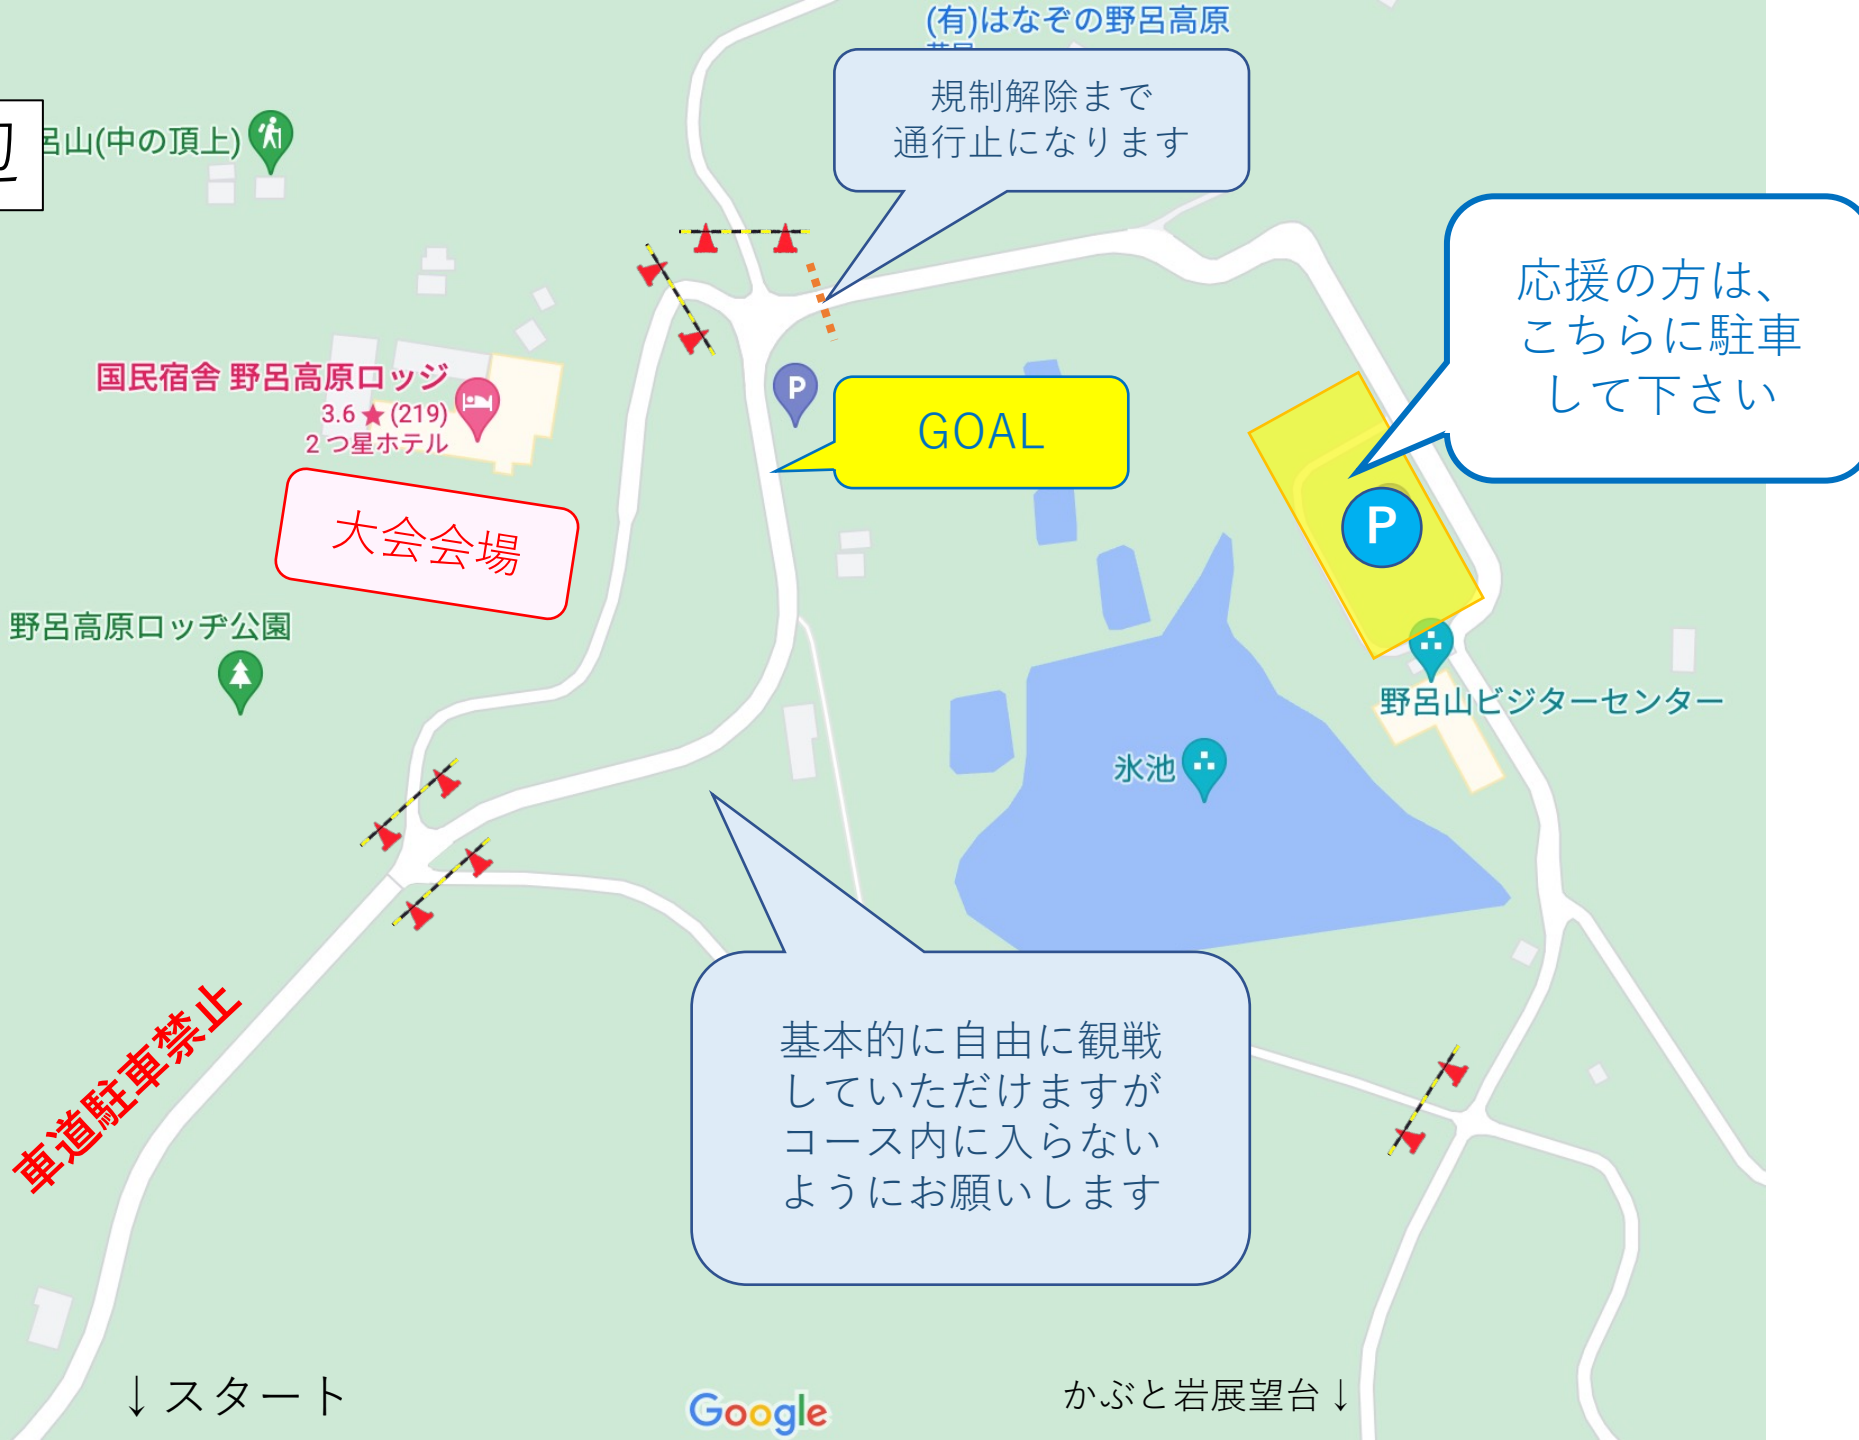 (有)はなぞの野呂高原
規制解除まで
通行止になります
辺
呂山(中の頂上)
応援の方は、
こちらに駐車
して下さい
P
国民宿舎 野呂高原ロッジ
3.6 ★ (219)
2 つ星ホテル
P
GOAL
大会会場
野呂高原ロッヂ公園
野呂山ビジターセンター
氷池
車道駐車禁止
基本的に自由に観戦
していただけますが
コース内に入らない
ようにお願いします
↓スタート
Google
かぶと岩展望台↓